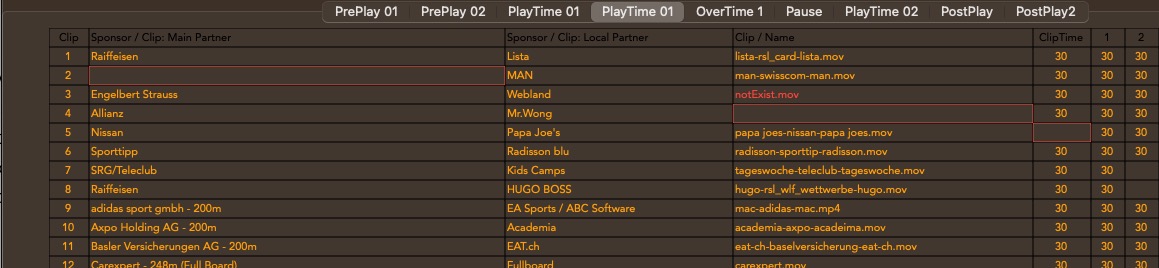 PrePlay 01 PrePlay 02 PlayTime 01 PlayTime 01 OverTime 1 Pause PlayTime 02 PostPlay PostPlay2
Clip Sponsor / Clip: Main Partner Sponsor / Clip: Local Partner Clip / Name ClipTime 1 2
1 Raiffeisen Lista lista-rsl_card-lista.mov 30 30 30
2 MAN man-swisscom-man.mov 30 30 30
3 Engelbert Strauss Webland notExist.mov 30 30 30
4 Allianz Mr.Wong 30 30 30
5 Nissan Papa Joe's papa joes-nissan-papa joes.mov 30 30
6 Sporttipp Radisson blu radisson-sporttip-radisson.mov 30 30 30
7 SRG/Teleclub Kids Camps tageswoche-teleclub-tageswoche.mov 30 30
8 Raiffeisen HUGO BOSS hugo-rsl_wlf_wettwerbe-hugo.mov 30 30
9 adidas sport gmbh - 200m EA Sports / ABC Software mac-adidas-mac.mp4 30 30 30
10 Axpo Holding AG - 200m Academia academia-axpo-acadeima.mov 30 30 30
11 Basler Versicherungen AG - 200m EAT.ch eat-ch-baselversicherung-eat-ch.mov 30 30 30
12 Carexpert - 248m (Full Board) Fullboard carexpert.mov 30 30 30